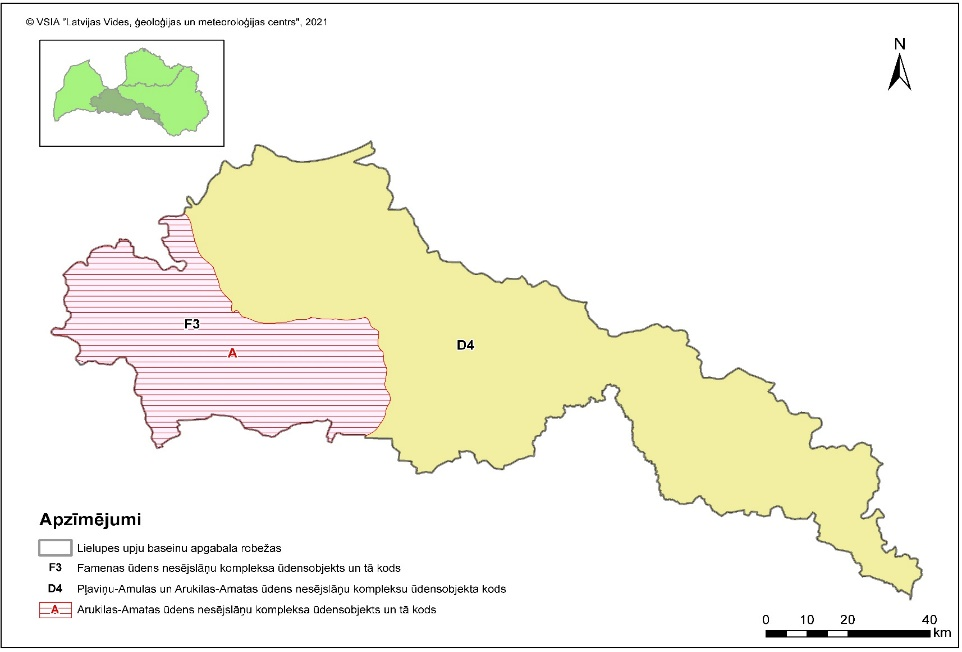 © VSIA "Latvijas Vides, ģeoloģijas un meteoroloģijas centrs", 2021
N
F3
A
D4
Apzīmējumi
Lielupes upju baseinu apgabala robežas
F3 Famenas ūdens nesējslāņu kompleksa ūdensobjekts un tā kods
D4 Pļaviņu-Amulas un Arukilas-Amatas ūdens nesējslāņu kompleksu ūdensobjekta kods
A Arukilas-Amatas ūdens nesējslāņu kompleksa ūdensobjekts un tā kods
0 10 20 40
km